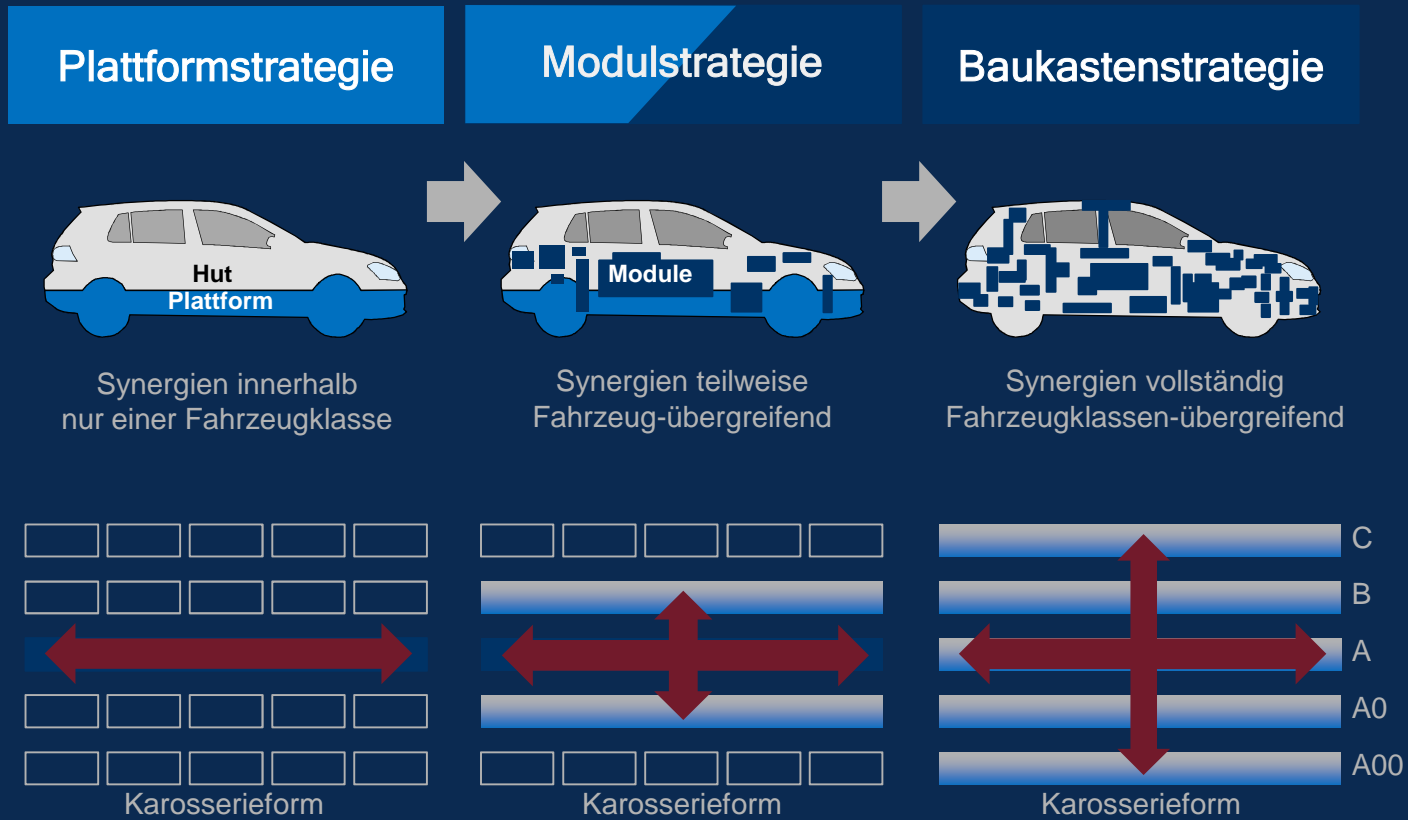 Plattformstrategie
Modulstrategie
Baukastenstrategie
Hut
Plattform
Module
Synergien innerhalb
nur einer Fahrzeugklasse
Synergien teilweise
Fahrzeug-übergreifend
Synergien vollständig
Fahrzeugklassen-übergreifend
C
B
A
A0
A00
Karosserieform
Karosserieform
Karosserieform